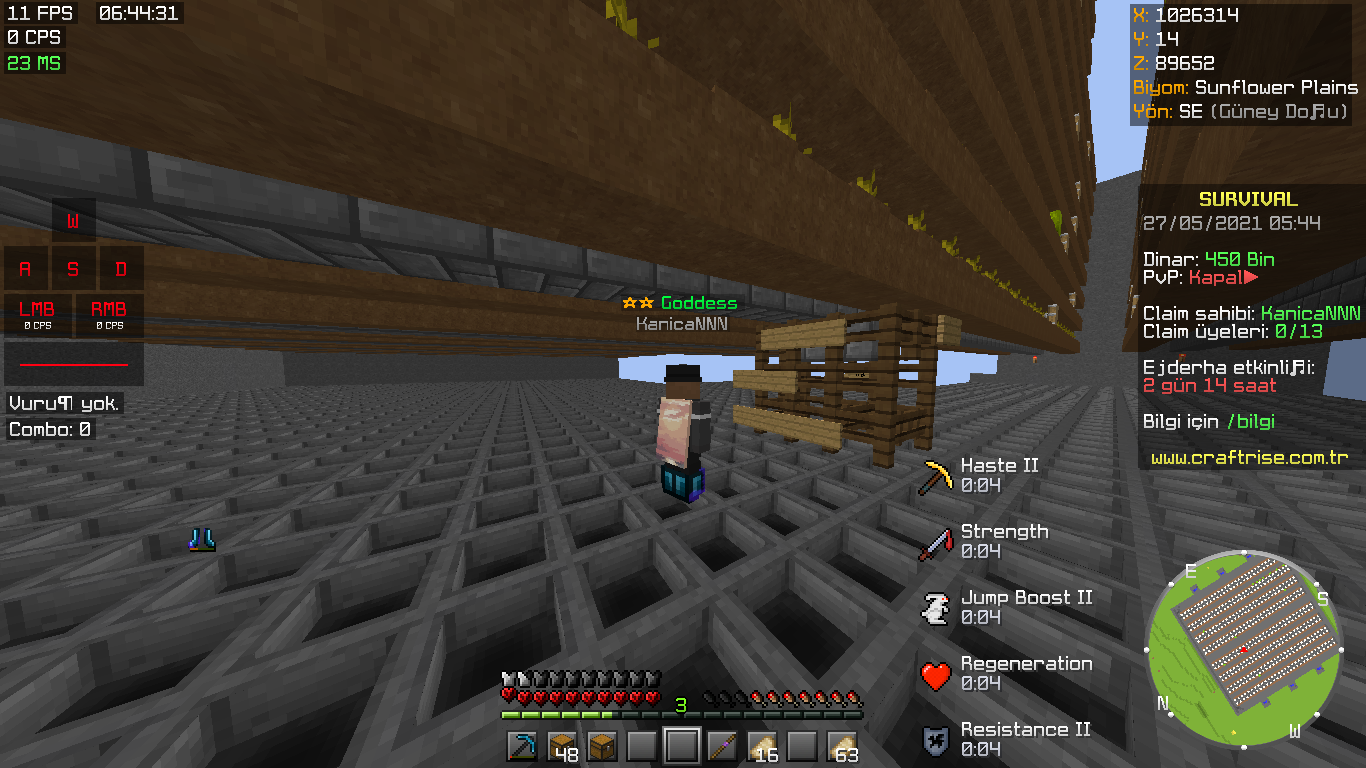 11 FPS 06:44:31
0 CPS
23 MS
X: 1026314
Y: 14
Z: 89652
Biyom: Sunflower Plains
Yön: SE (Güney Do♬u)
W
A S D
LMB RMB
0 CPS 0 CPS
Vuru¶ yok.
Combo: 0
SURVIVAL
27/05/2021 05:44
Dinar: 450 Bin
PvP: Kapal►
Claim sahibi: KanicaNNN
Claim üyeleri: 0/13
Ejderha etkinli♬i:
2 gün 14 saat
Bilgi için /bilgi
www.craftrise.com.tr
☆☆ Goddess
KanicaNNN
Haste II
0:04
Strength
0:04
Jump Boost II
0:04
Regeneration
0:04
Resistance II
0:04
E
S
N
W
3
48 16 63